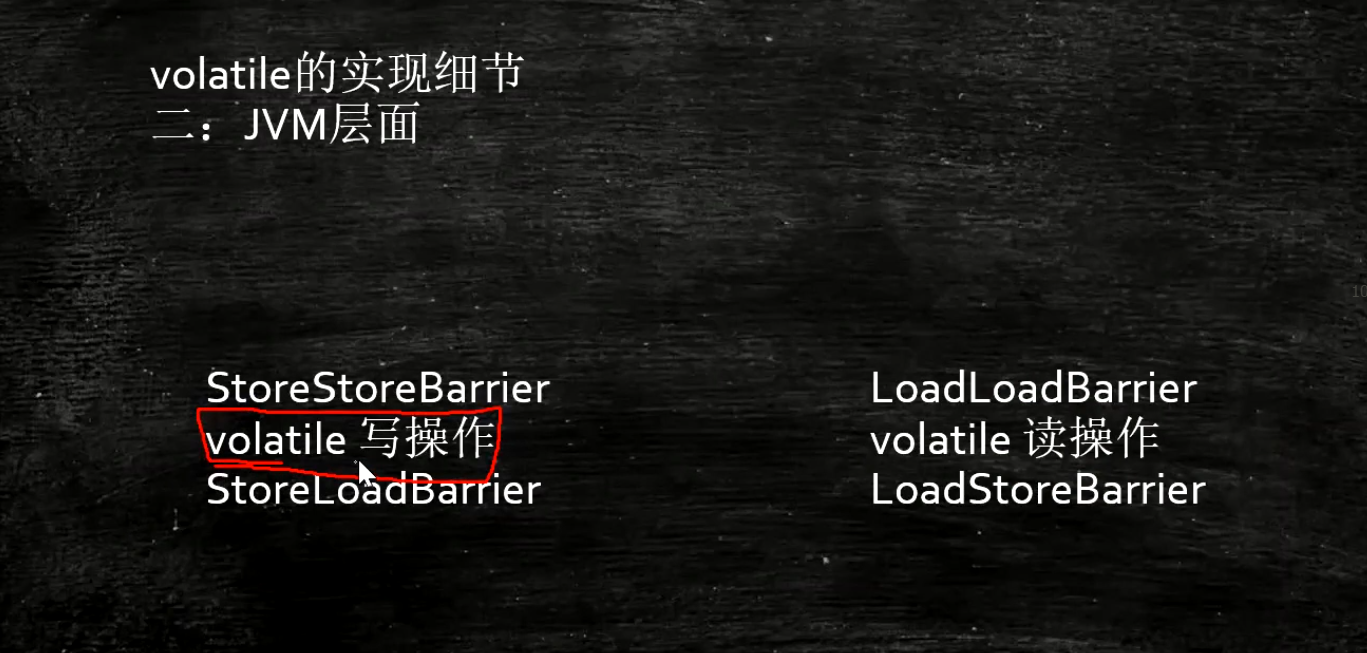 volatile的实现细节
二：JVM层面
StoreStoreBarrier
volatile 写操作
StoreLoadBarrier
LoadLoadBarrier
volatile 读操作
LoadStoreBarrier